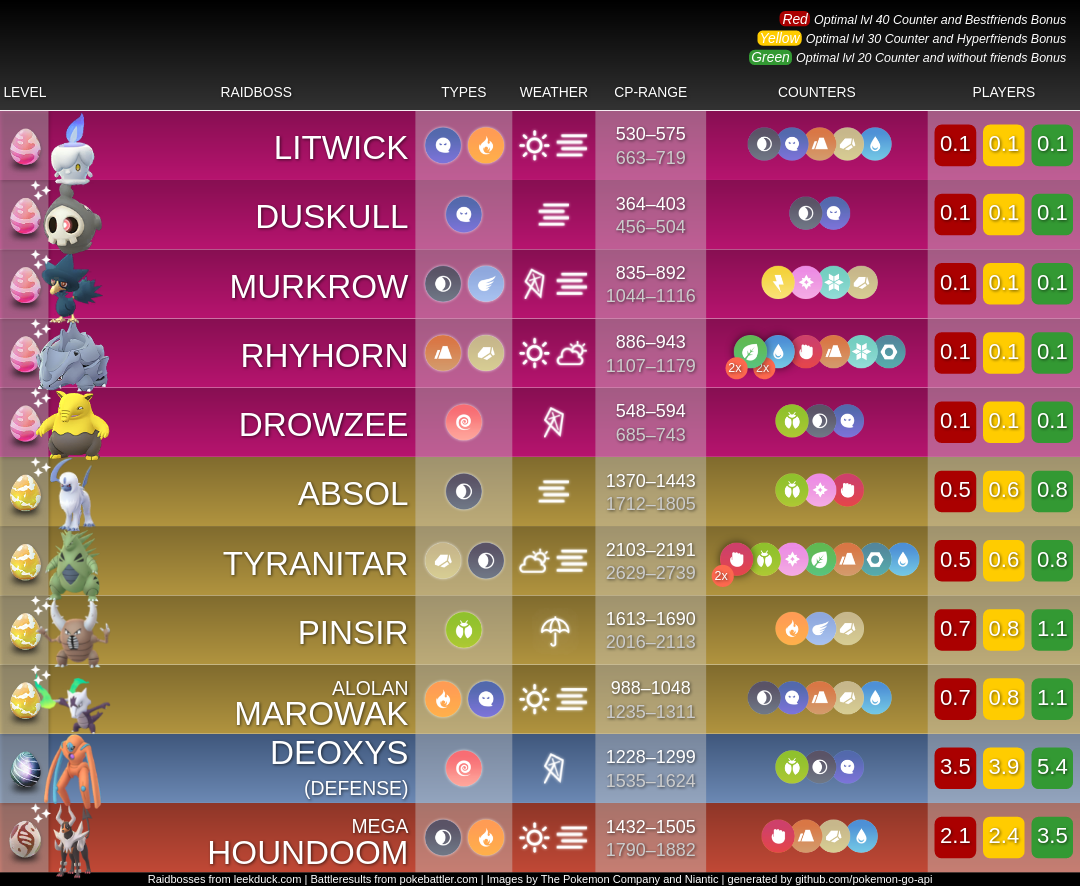 Red Optimal lvl 40 Counter and Bestfriends Bonus
Yellow Optimal lvl 30 Counter and Hyperfriends Bonus
Green Optimal lvl 20 Counter and without friends Bonus
LEVEL RAIDBOSS TYPES WEATHER CP-RANGE COUNTERS PLAYERS
LITWICK 530–575 0.1 0.1 0.1
663–719
DUSKULL 364–403 0.1 0.1 0.1
456–504
MURKROW 835–892 0.1 0.1 0.1
1044–1116
RHYHORN 886–943 0.1 0.1 0.1
1107–1179 2x 2x
DROWZEE 548–594 0.1 0.1 0.1
685–743
ABSOL 1370–1443 0.5 0.6 0.8
1712–1805
TYRANITAR 2103–2191 0.5 0.6 0.8
2629–2739 2x
PINSIR 1613–1690 0.7 0.8 1.1
2016–2113
ALOLAN 988–1048
MAROWAK 1235–1311 0.7 0.8 1.1
DEOXYS 1228–1299 3.5 3.9 5.4
(DEFENSE) 1535–1624
MEGA 1432–1505
HOUNDOOM 1790–1882 2.1 2.4 3.5
Raidbosses from leekduck.com | Battleresults from pokebattler.com | Images by The Pokemon Company and Niantic | generated by github.com/pokemon-go-api